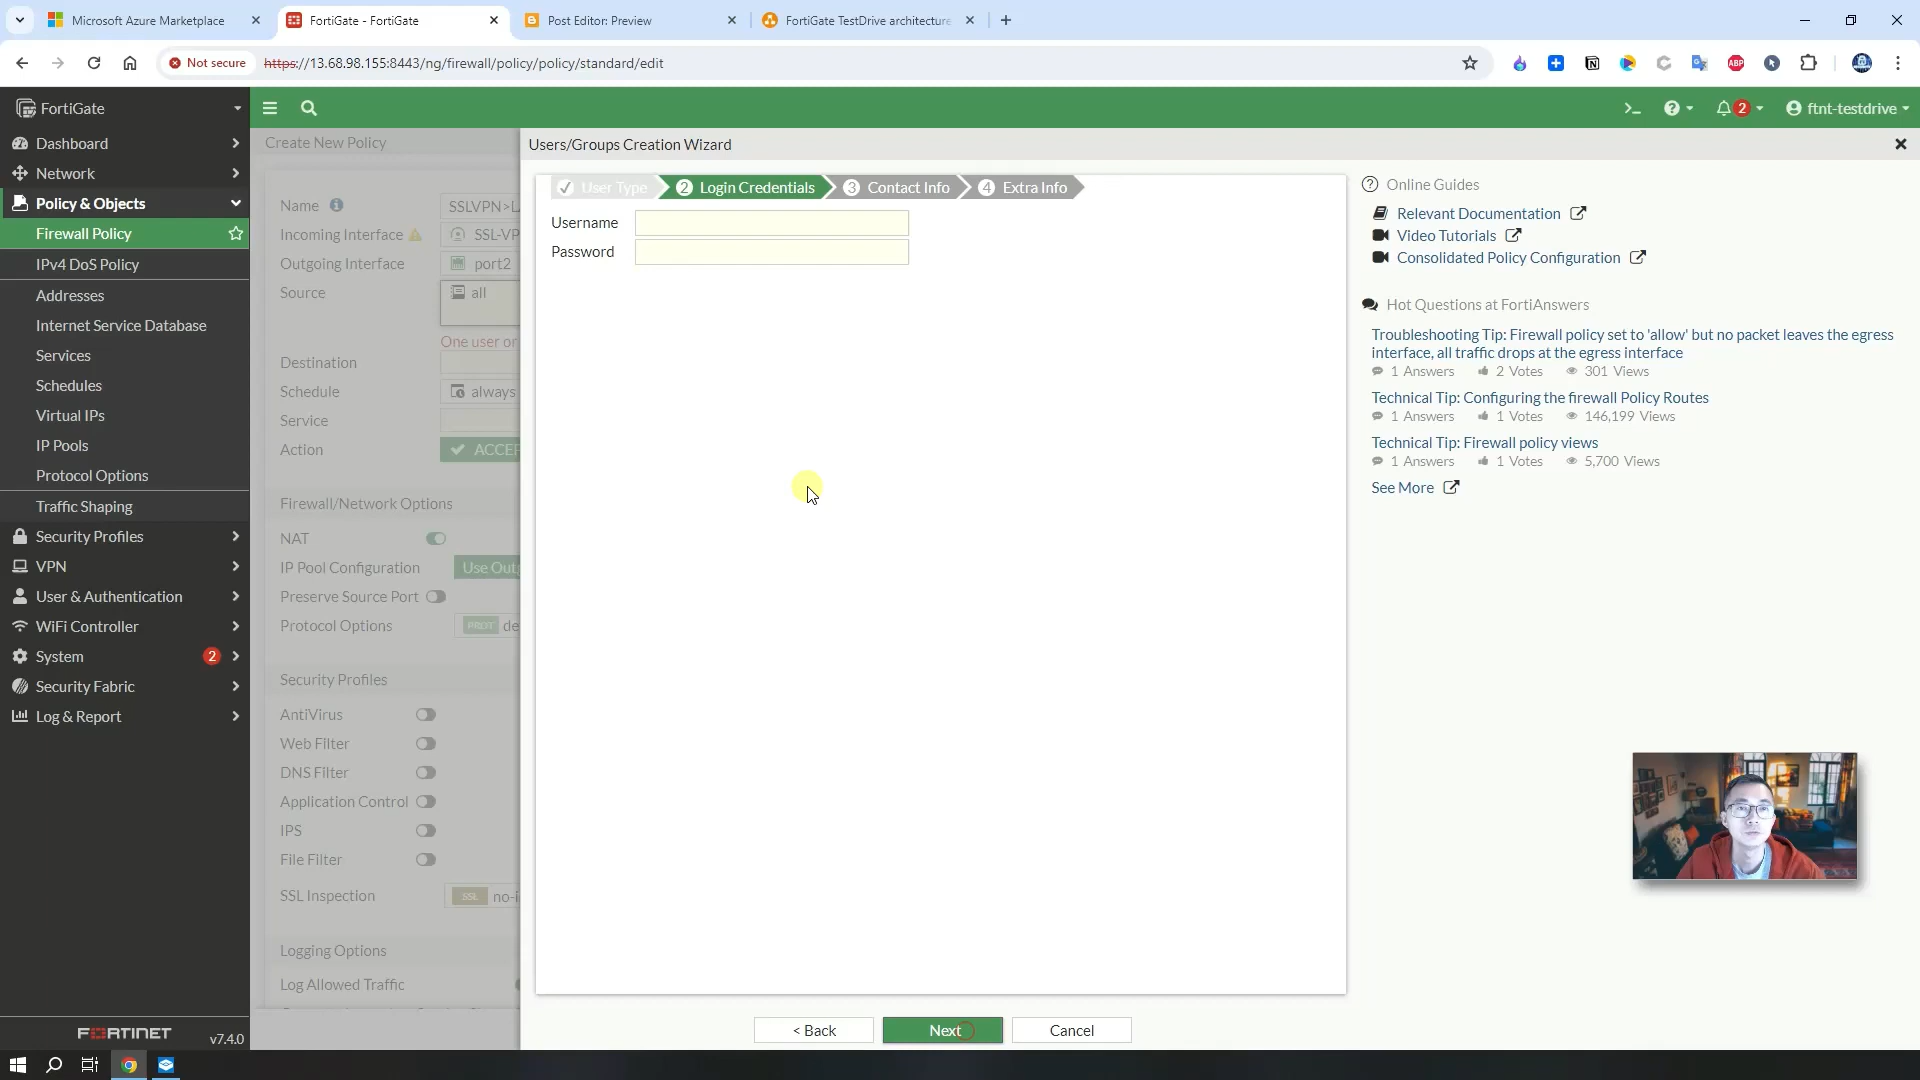 Microsoft Azure Marketplace
FortiGate - FortiGate
Post Editor: Preview
FortiGate TestDrive architecture
Not secure
https://13.68.98.155:8443/ng/firewall/policy/policy/standard/edit
ABP
FortiGate
2
ftnt-testdrive
Dashboard
Network
Policy & Objects
Firewall Policy
IPv4 DoS Policy
Addresses
Internet Service Database
Services
Schedules
Virtual IPs
IP Pools
Protocol Options
Traffic Shaping
Security Profiles
VPN
User & Authentication
WiFi Controller
System 2
Security Fabric
Log & Report
FORTINET v7.4.0
Create New Policy
Name SSLVPN>L
Incoming Interface SSL-VP
Outgoing Interface port2
Source all
One user or
Destination
Schedule always
Service
Action ACCEP
Firewall/Network Options
NAT
IP Pool Configuration Use Out
Preserve Source Port
Protocol Options PROT de
Security Profiles
AntiVirus
Web Filter
DNS Filter
Application Control
IPS
File Filter
SSL Inspection SSL no-i
Logging Options
Log Allowed Traffic
Users/Groups Creation Wizard
User Type 2 Login Credentials 3 Contact Info 4 Extra Info
Username
Password
< Back Next Cancel
Online Guides
Relevant Documentation
Video Tutorials
Consolidated Policy Configuration
Hot Questions at FortiAnswers
Troubleshooting Tip: Firewall policy set to 'allow' but no packet leaves the egress
interface, all traffic drops at the egress interface
1 Answers 2 Votes 301 Views
Technical Tip: Configuring the firewall Policy Routes
1 Answers 1 Votes 146,199 Views
Technical Tip: Firewall policy views
1 Answers 1 Votes 5,700 Views
See More